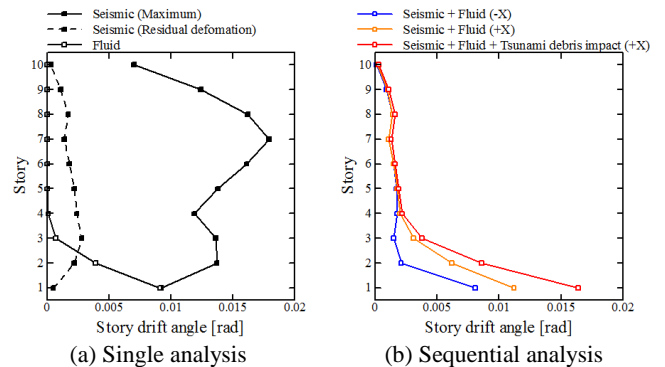 Seismic (Maximum)
Seismic (Residual defomation)
Fluid
Story
10
9
8
7
6
5
4
3
2
1
0
0.005
0.01
0.015
0.02
Story drift angle [rad]
(a) Single analysis
Seismic + Fluid (-X)
Seismic + Fluid (+X)
Seismic + Fluid + Tsunami debris impact (+X)
Story
10
9
8
7
6
5
4
3
2
1
0
0.005
0.01
0.015
0.02
Story drift angle [rad]
(b) Sequential analysis